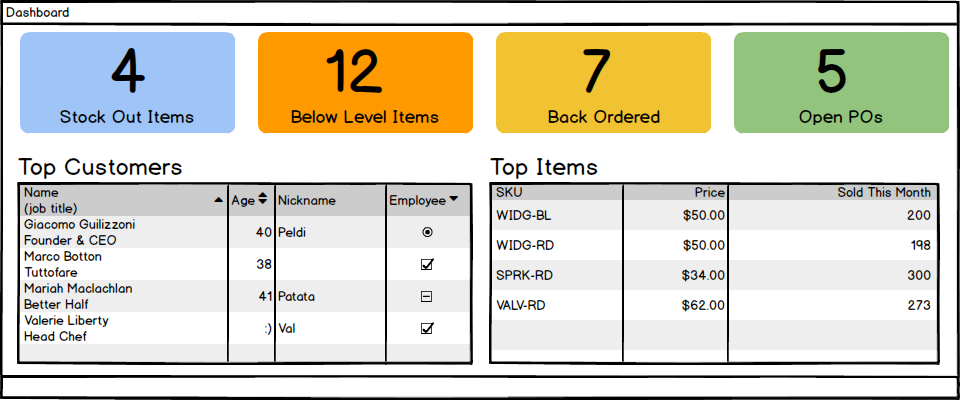 Dashboard
4
Stock Out Items
12
Below Level Items
7
Back Ordered
5
Open POs
Top Customers
Name
(job title)
Age
Nickname
Employee
Giacomo Guilizzoni
Founder & CEO
40
Peldi
Marco Botton
Tuttofare
38
Mariah Maclachlan
Better Half
41
Patata
Valerie Liberty
Head Chef
:)
Val
Top Items
SKU
Price
Sold This Month
WIDG-BL
$50.00
200
WIDG-RD
$50.00
198
SPRK-RD
$34.00
300
VALV-RD
$62.00
273